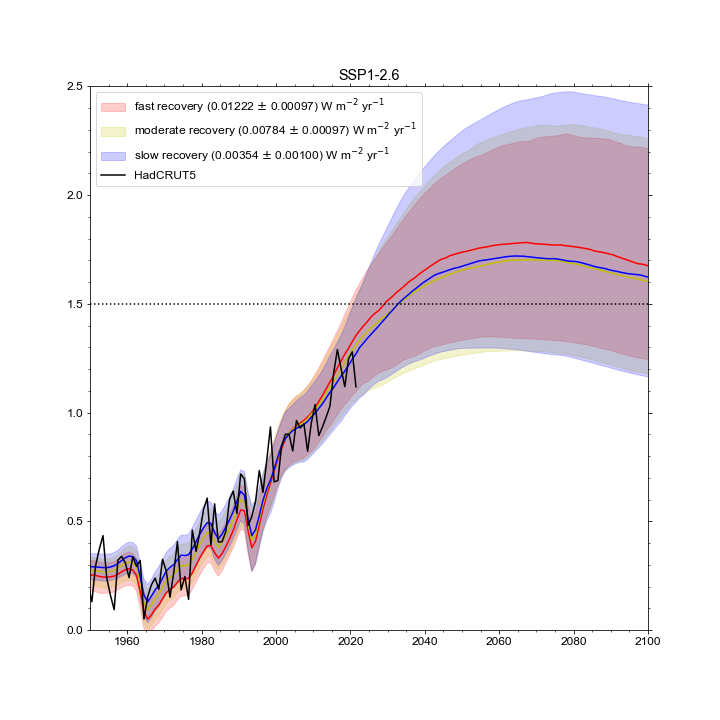 SSP1-2.6
2.5
2.0
1.5
1.0
0.5
0.0
fast recovery (0.01222 ± 0.00097) W m⁻² yr⁻¹
moderate recovery (0.00784 ± 0.00097) W m⁻² yr⁻¹
slow recovery (0.00354 ± 0.00100) W m⁻² yr⁻¹
HadCRUT5
1960 1980 2000 2020 2040 2060 2080 2100